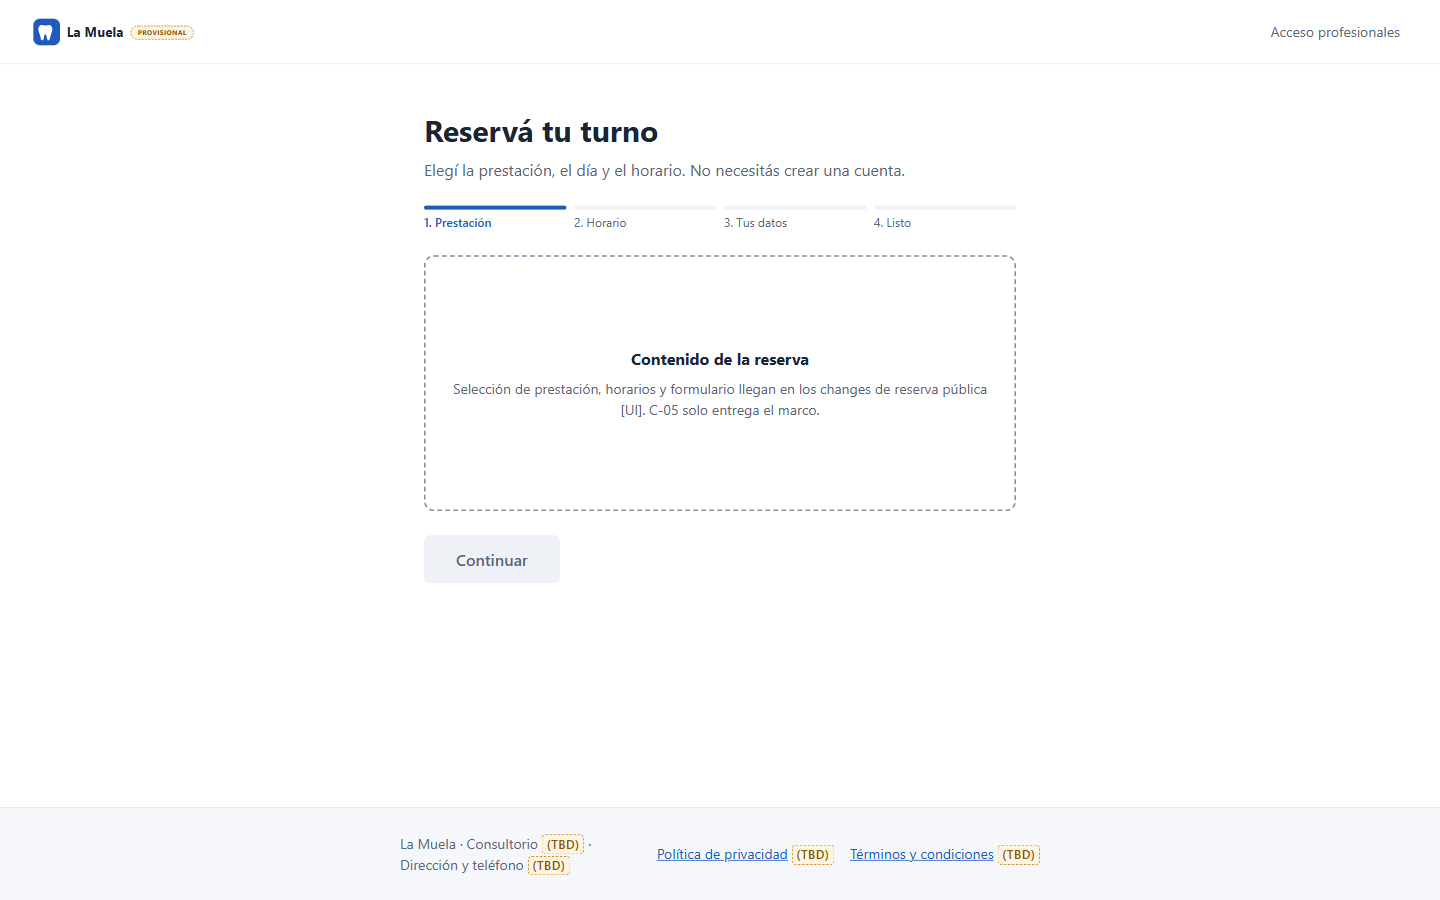 La Muela PROVISIONAL
Acceso profesionales
Reservá tu turno
Elegí la prestación, el día y el horario. No necesitás crear una cuenta.
1. Prestación
2. Horario
3. Tus datos
4. Listo
Contenido de la reserva
Selección de prestación, horarios y formulario llegan en los changes de reserva pública
[UI]. C-05 solo entrega el marco.
Continuar
La Muela · Consultorio (TBD) ·
Dirección y teléfono (TBD)
Política de privacidad (TBD)
Términos y condiciones (TBD)